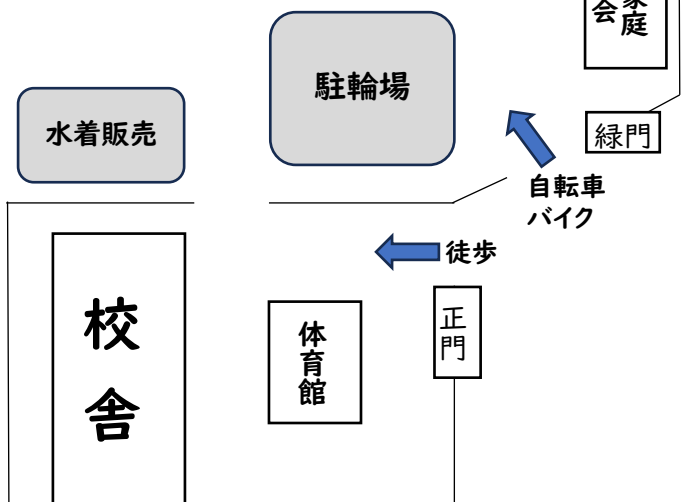 家庭
会
駐輪場
水着販売
緑門
自転車
バイク
徒歩
正門
体育館
校舎